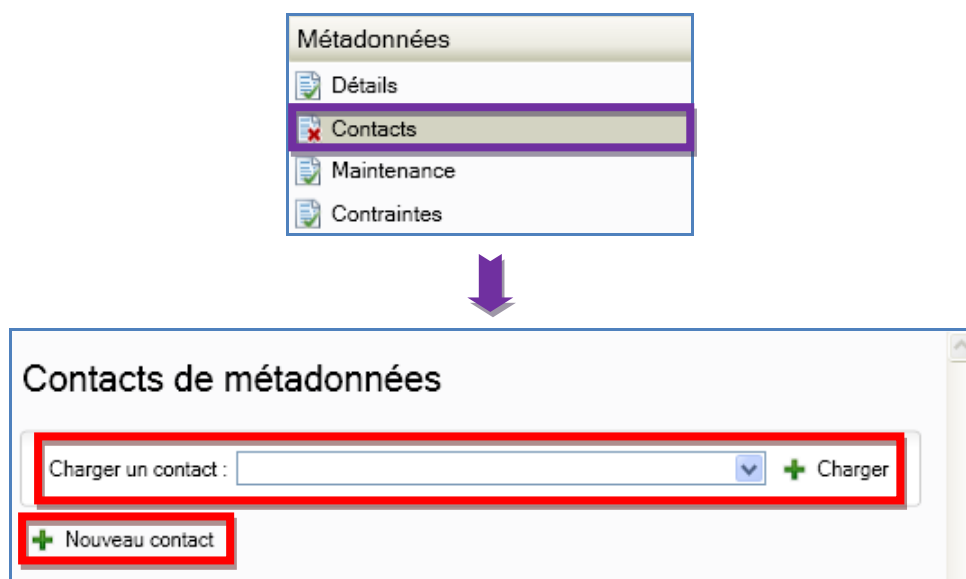 Métadonnées
Détails
Contacts
Maintenance
Contraintes
Contacts de métadonnées
Charger un contact : Charger
Nouveau contact